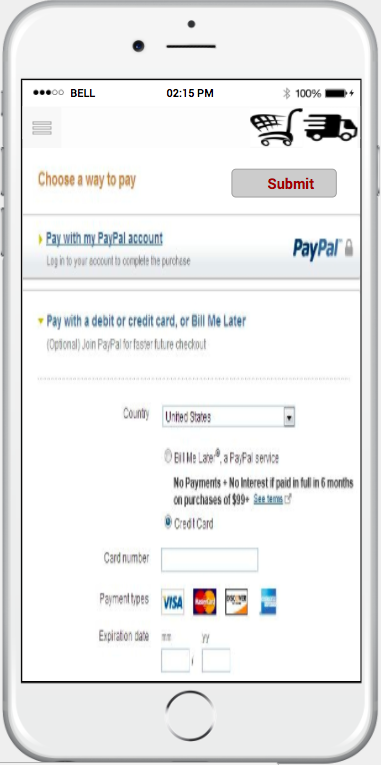 BELL 02:15 PM 100%
Choose a way to pay Submit
Pay with my PayPal account
Log in to your account to complete the purchase
PayPal™
Pay with a debit or credit card, or Bill Me Later
(Optional) Join PayPal for faster future checkout
Country United States
Bill Me Later®, a PayPal service
No Payments + No Interest if paid in full in 6 months
on purchases of $99+ See terms
Credit Card
Card number
Payment types VISA MasterCard DISCOVER
Expiration date mm yy
/